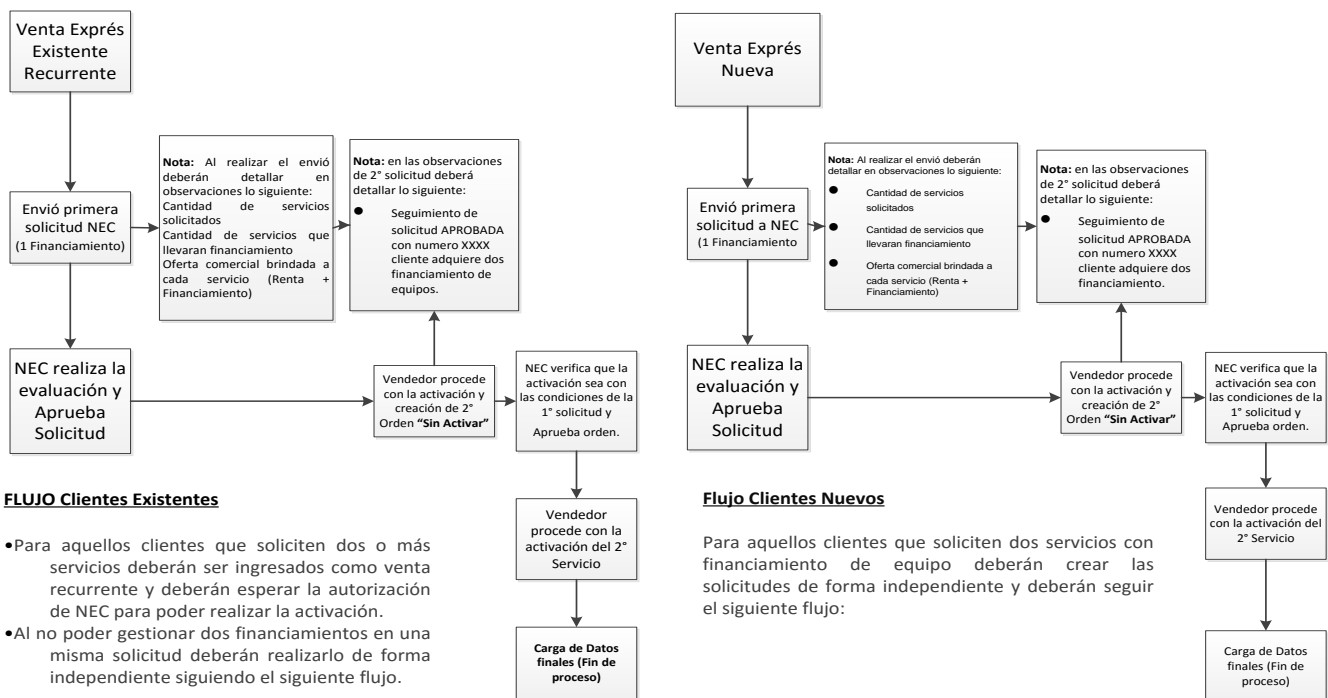 Venta Exprés
Existente
Recurrente
Envió primera
solicitud NEC
(1 Financiamiento)
Nota: Al realizar el envió
deberán detallar en
observaciones lo siguiente:
Cantidad de servicios
solicitados
Cantidad de servicios que
llevaran financiamiento
Oferta comercial brindada a
cada servicio (Renta +
Financiamiento)
Nota: en las observaciones
de 2° solicitud deberá
detallar lo siguiente:
● Seguimiento de
solicitud APROBADA
con numero XXXX
cliente adquiere dos
financiamiento de
equipos.
NEC realiza la
evaluación y
Aprueba
Solicitud
Vendedor procede
con la activación y
creación de 2°
Orden “Sin Activar”
NEC verifica que la
activación sea con
las condiciones de la
1° solicitud y
Aprueba orden.
Vendedor
procede con la
activación del 2°
Servicio
Carga de Datos
finales (Fin de
proceso)
FLUJO Clientes Existentes
•Para aquellos clientes que soliciten dos o más
servicios deberán ser ingresados como venta
recurrente y deberán esperar la autorización
de NEC para poder realizar la activación.
•Al no poder gestionar dos financiamientos en una
misma solicitud deberán realizarlo de forma
independiente siguiendo el siguiente flujo.
Venta Exprés
Nueva
Envió primera
solicitud a NEC
(1 Financiamiento
Nota: Al realizar el envió deberán
detallar en observaciones lo siguiente:
● Cantidad de servicios
solicitados
● Cantidad de servicios que
llevaran financiamiento
● Oferta comercial brindada a
cada servicio (Renta +
Financiamiento)
Nota: en las observaciones
de 2° solicitud deberá
detallar lo siguiente:
● Seguimiento de
solicitud APROBADA
con numero XXXX
cliente adquiere dos
financiamiento.
NEC realiza la
evaluación y
Aprueba
Solicitud
Vendedor procede
con la activación y
creación de 2°
Orden “Sin Activar”
NEC verifica que la
activación sea con
las condiciones de la
1° solicitud y
Aprueba orden.
Vendedor procede
con la activación del
2° Servicio
Carga de Datos
finales (Fin de
proceso)
Flujo Clientes Nuevos
Para aquellos clientes que soliciten dos servicios con
financiamiento de equipo deberán crear las
solicitudes de forma independiente y deberán seguir
el siguiente flujo: